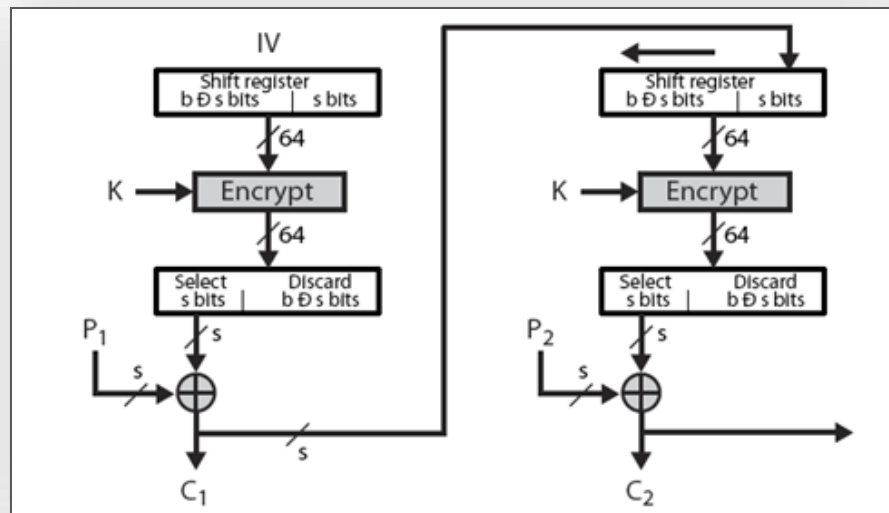 IV
Shift register
b Ð s bits | s bits
64
K
Encrypt
64
Select Discard
s bits | b Ð s bits
s
P1
s
s
C1
Shift register
b Ð s bits | s bits
64
K
Encrypt
64
Select Discard
s bits | b Ð s bits
s
P2
s
C2